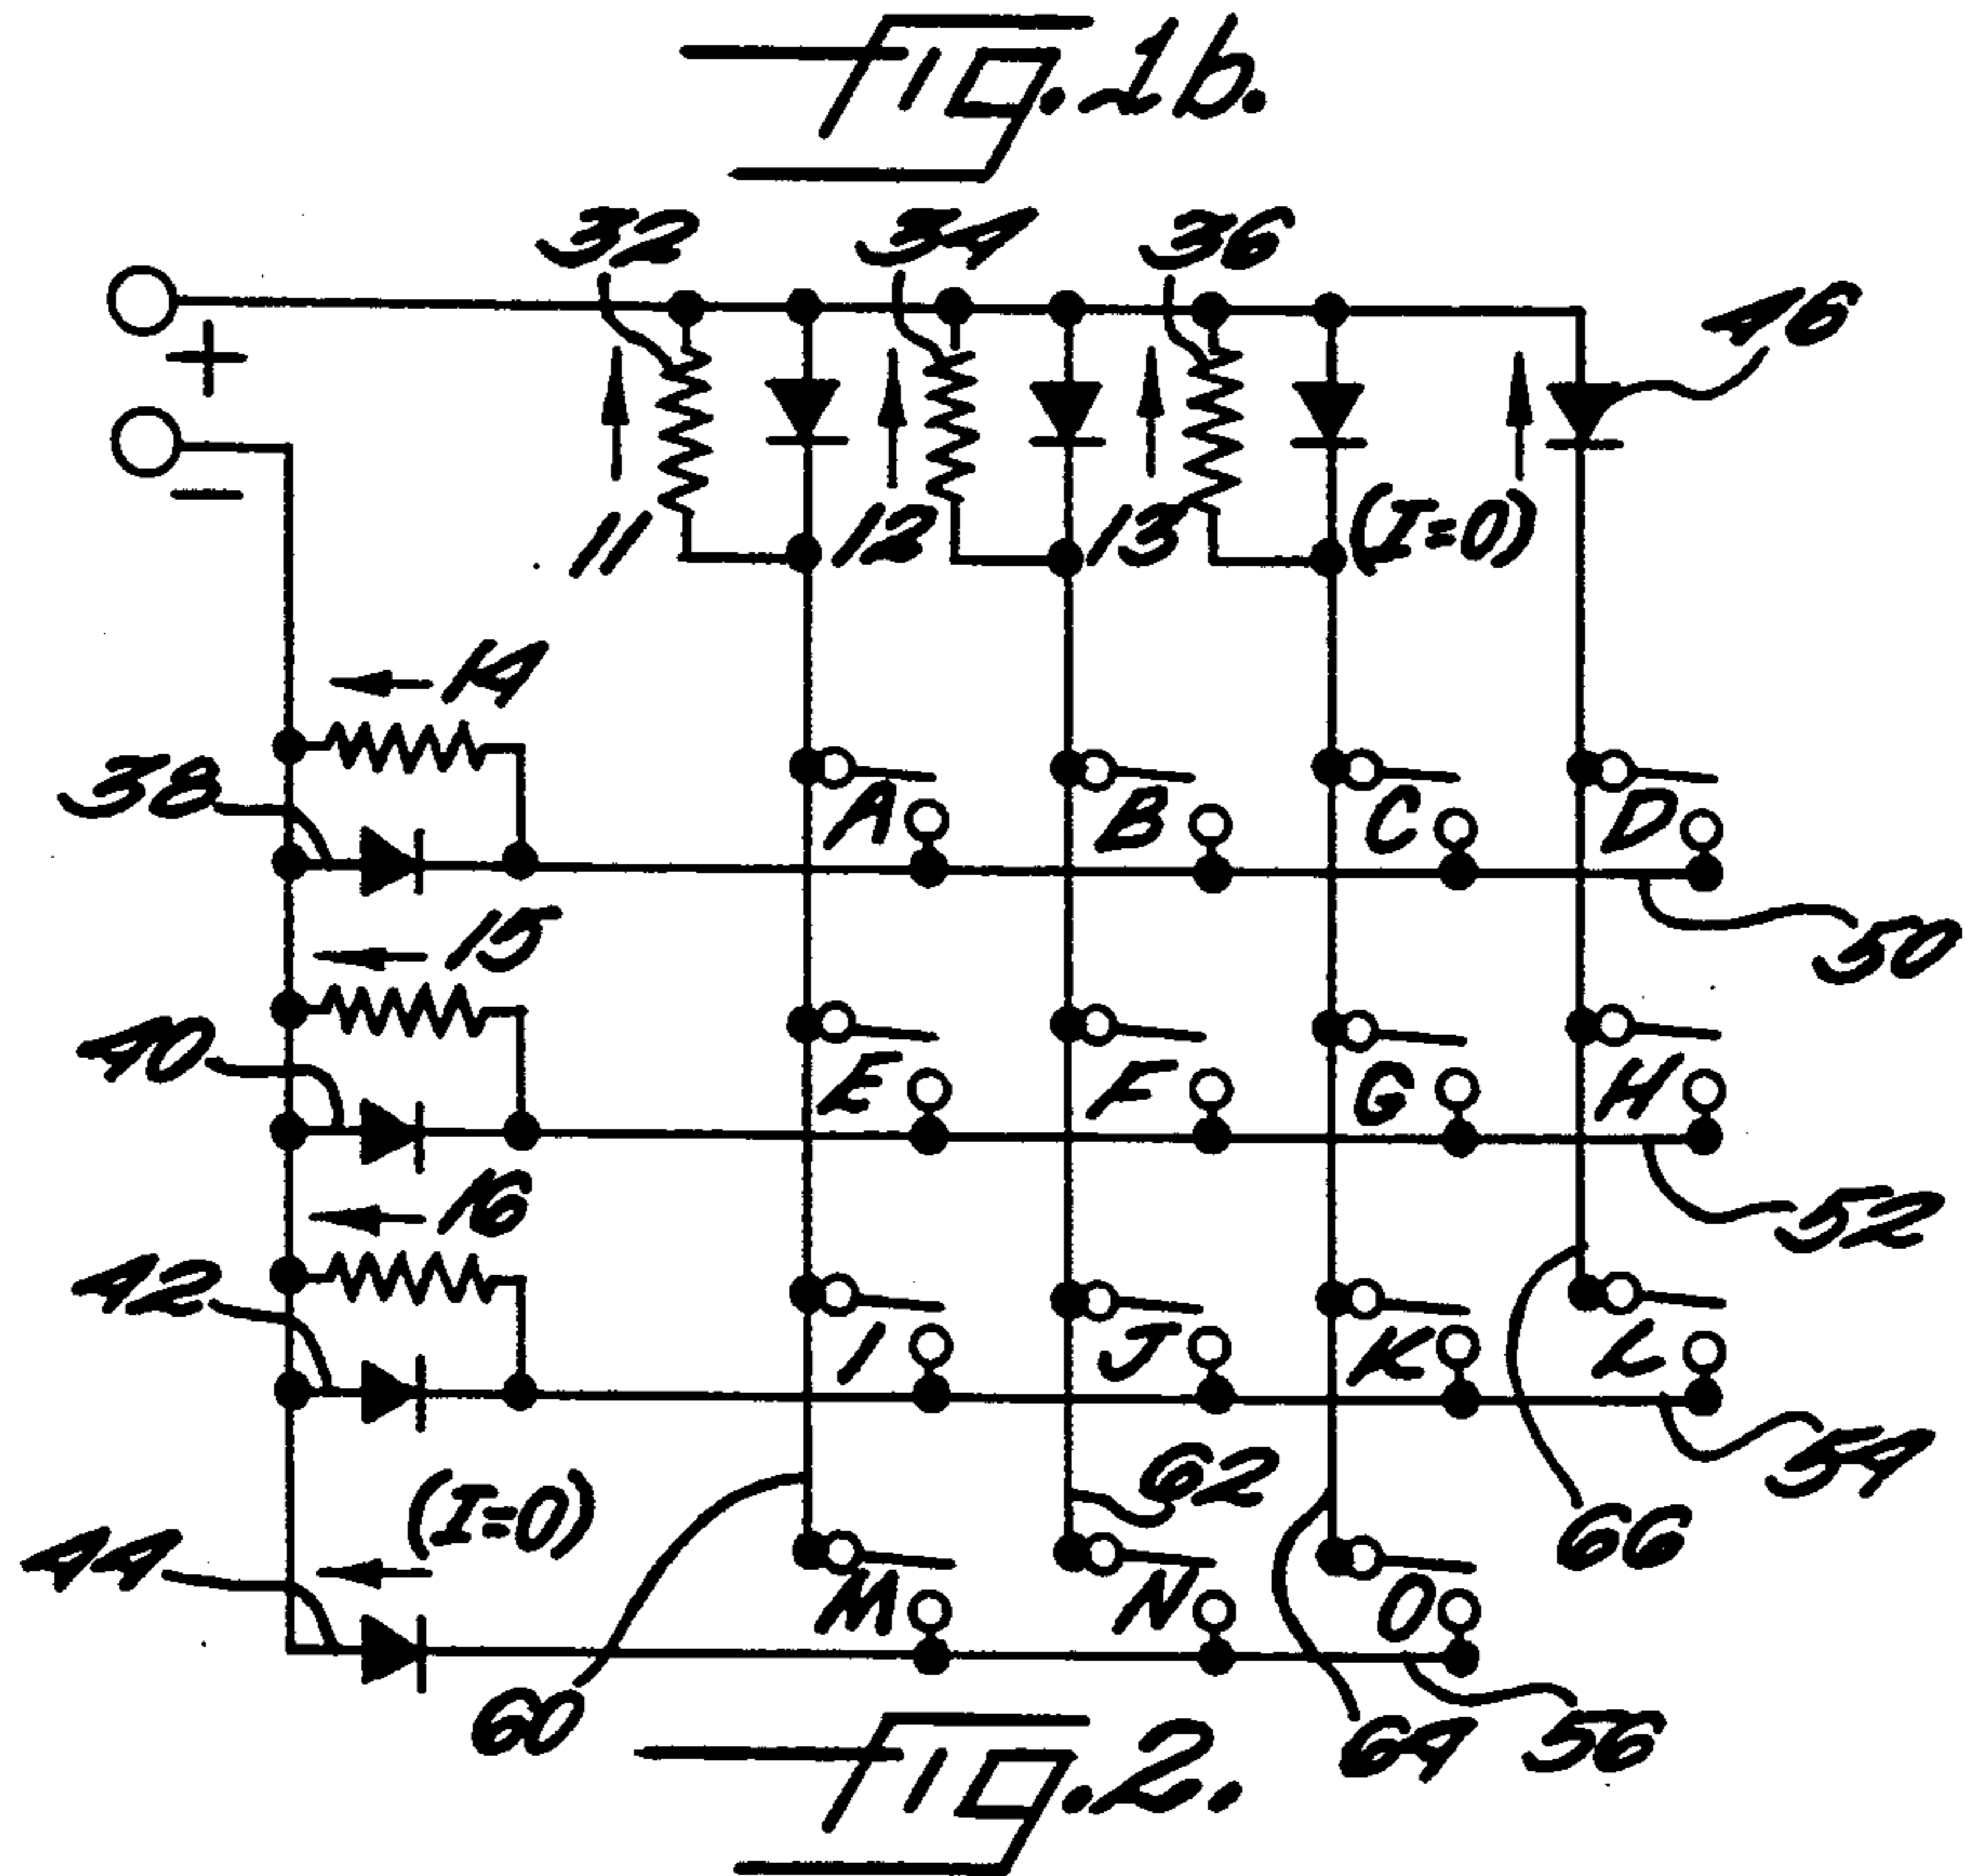 Fig. 1b.
32 34 36
46
+
−
11 12 13 (I=0)
14
38
A B C D
50
15
40
E F G H
52
16
42
I J K L
54
62
(I=0)
66
44
M N O
60
64 56
Fig. 2.